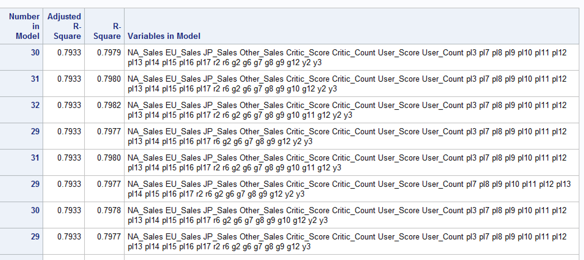 Number in Model Adjusted R-Square R-Square Variables in Model
30 0.7933 0.7979 NA_Sales EU_Sales JP_Sales Other_Sales Critic_Score Critic_Count User_Score User_Count pl3 pl7 pl8 pl9 pl10 pl11 pl12
pl13 pl14 pl15 pl16 pl17 r2 r6 g2 g6 g7 g8 g9 g12 y2 y3
31 0.7933 0.7980 NA_Sales EU_Sales JP_Sales Other_Sales Critic_Score Critic_Count User_Score User_Count pl3 pl7 pl8 pl9 pl10 pl11 pl12
pl13 pl14 pl15 pl16 pl17 r2 r6 g2 g6 g7 g8 g9 g10 g12 y2 y3
32 0.7933 0.7982 NA_Sales EU_Sales JP_Sales Other_Sales Critic_Score Critic_Count User_Score User_Count pl3 pl7 pl8 pl9 pl10 pl11 pl12
pl13 pl14 pl15 pl16 pl17 r2 r6 g2 g6 g7 g8 g9 g10 g11 g12 y2 y3
29 0.7933 0.7977 NA_Sales EU_Sales JP_Sales Other_Sales Critic_Score Critic_Count User_Score User_Count pl3 pl7 pl8 pl9 pl10 pl11 pl12
pl13 pl14 pl15 pl16 pl17 r6 g2 g6 g7 g8 g9 g12 y2 y3
31 0.7933 0.7980 NA_Sales EU_Sales JP_Sales Other_Sales Critic_Score Critic_Count User_Score User_Count pl3 pl7 pl8 pl9 pl10 pl11 pl12
pl13 pl14 pl15 pl16 pl17 r2 r6 g2 g6 g7 g8 g9 g10 g11 g12 y2 y3
29 0.7933 0.7977 NA_Sales EU_Sales JP_Sales Other_Sales Critic_Score Critic_Count User_Score User_Count pl7 pl8 pl9 pl10 pl11 pl12 pl13
pl14 pl15 pl16 pl17 r2 r6 g2 g6 g7 g8 g9 g12 y2 y3
30 0.7933 0.7978 NA_Sales EU_Sales JP_Sales Other_Sales Critic_Score Critic_Count User_Score User_Count pl3 pl7 pl8 pl9 pl10 pl11 pl12
pl13 pl14 pl15 pl16 pl17 r6 g2 g6 g7 g8 g9 g10 g12 y2 y3
29 0.7933 0.7977 NA_Sales EU_Sales JP_Sales Other_Sales Critic_Score Critic_Count User_Score User_Count pl3 pl7 pl8 pl9 pl10 pl11 pl12
pl13 pl14 pl15 pl16 pl17 r2 r6 g2 g6 g7 g8 g9 g12 y3